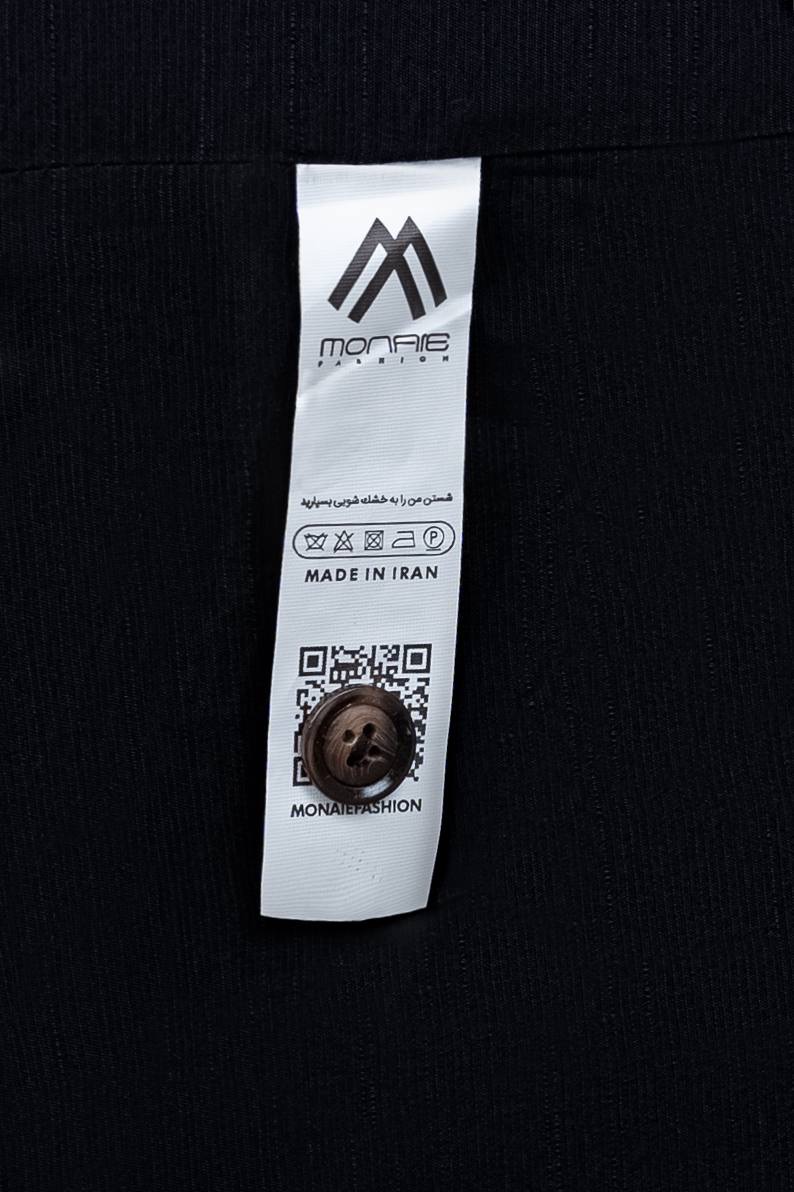 MONAIE
FASHION
شستن من را به خشک شویی بسپارید
P
MADE IN IRAN
MONAIEFASHION